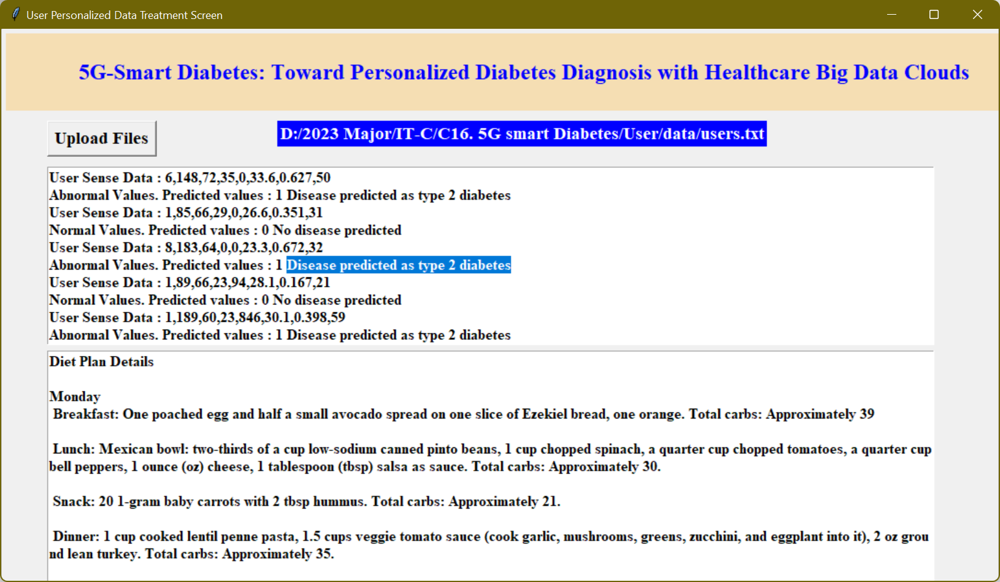 User Personalized Data Treatment Screen
5G-Smart Diabetes: Toward Personalized Diabetes Diagnosis with Healthcare Big Data Clouds
Upload Files
D:/2023 Major/IT-C/C16. 5G smart Diabetes/User/data/users.txt
User Sense Data : 6,148,72,35,0,33.6,0.627,50
Abnormal Values. Predicted values : 1 Disease predicted as type 2 diabetes
User Sense Data : 1,85,66,29,0,26.6,0.351,31
Normal Values. Predicted values : 0 No disease predicted
User Sense Data : 8,183,64,0,0,23.3,0.672,32
Abnormal Values. Predicted values : 1 Disease predicted as type 2 diabetes
User Sense Data : 1,89,66,23,94,28.1,0.167,21
Normal Values. Predicted values : 0 No disease predicted
User Sense Data : 1,189,60,23,846,30.1,0.398,59
Abnormal Values. Predicted values : 1 Disease predicted as type 2 diabetes
Diet Plan Details
Monday
Breakfast: One poached egg and half a small avocado spread on one slice of Ezekiel bread, one orange. Total carbs: Approximately 39
Lunch: Mexican bowl: two-thirds of a cup low-sodium canned pinto beans, 1 cup chopped spinach, a quarter cup chopped tomatoes, a quarter cup
bell peppers, 1 ounce (oz) cheese, 1 tablespoon (tbsp) salsa as sauce. Total carbs: Approximately 30.
Snack: 20 1-gram baby carrots with 2 tbsp hummus. Total carbs: Approximately 21.
Dinner: 1 cup cooked lentil penne pasta, 1.5 cups veggie tomato sauce (cook garlic, mushrooms, greens, zucchini, and eggplant into it), 2 oz grou
nd lean turkey. Total carbs: Approximately 35.